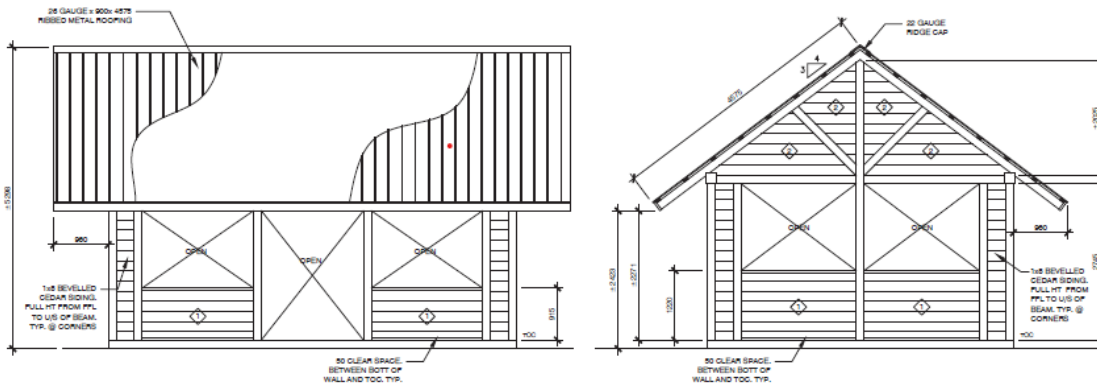 26 GAUGE x 900x 4575
RIBBED METAL ROOFING
±5298
960
1x8 BEVELLED
CEDAR SIDING.
FULL HT FROM FFL
TO U/S OF BEAM.
TYP. @ CORNERS
OPEN
OPEN
OPEN
1
1
915
TOC
50 CLEAR SPACE.
BETWEEN BOTT OF
WALL AND TOC. TYP.
22 GAUGE
RIDGE CAP
4
3
4575
2
2
2
2
±2423
±2271
1220
OPEN
OPEN
1
1
960
2745
1x8 BEVELLED
CEDAR SIDING.
FULL HT FROM
FFL TO U/S OF
BEAM. TYP. @
CORNERS
TOC
50 CLEAR SPACE.
BETWEEN BOTT OF
WALL AND TOC. TYP.